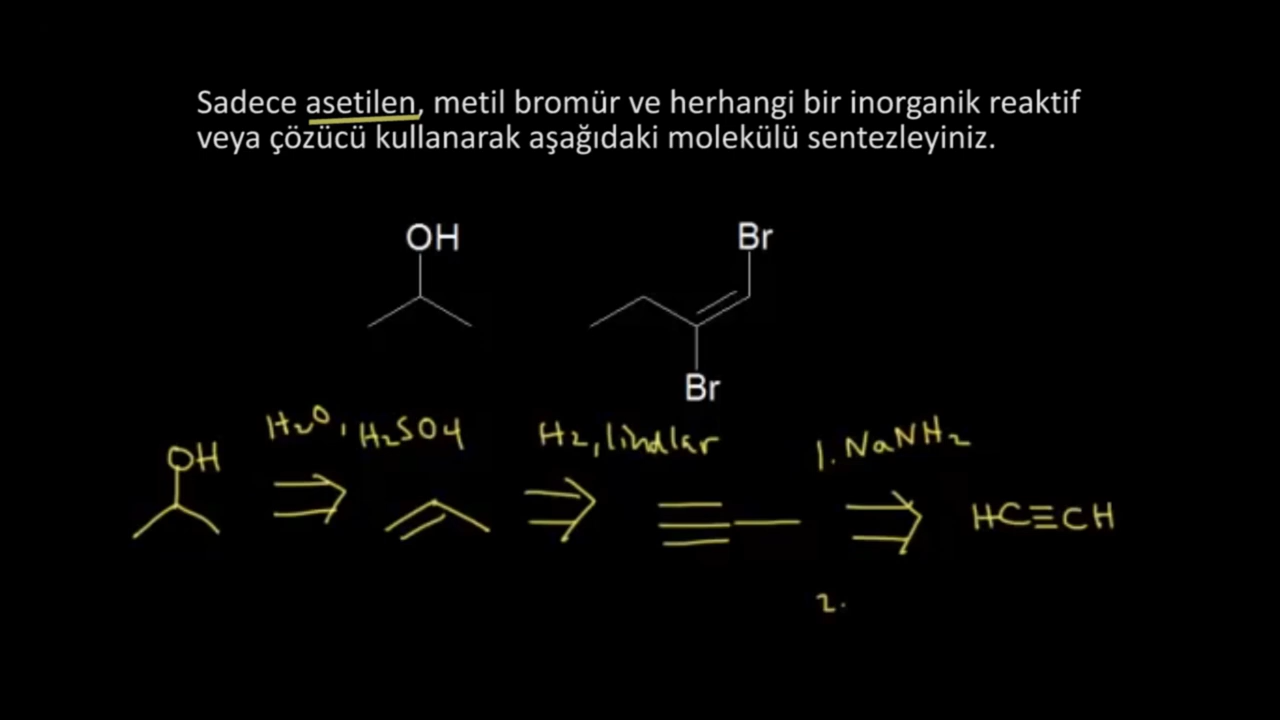 Sadece asetilen, metil bromür ve herhangi bir inorganik reaktif
veya çözücü kullanarak aşağıdaki molekülü sentezleyiniz.
OH
Br
Br
H₂O, H₂SO4
H2, lindlar
1. NaNH₂
OH
HC≡CH
2.